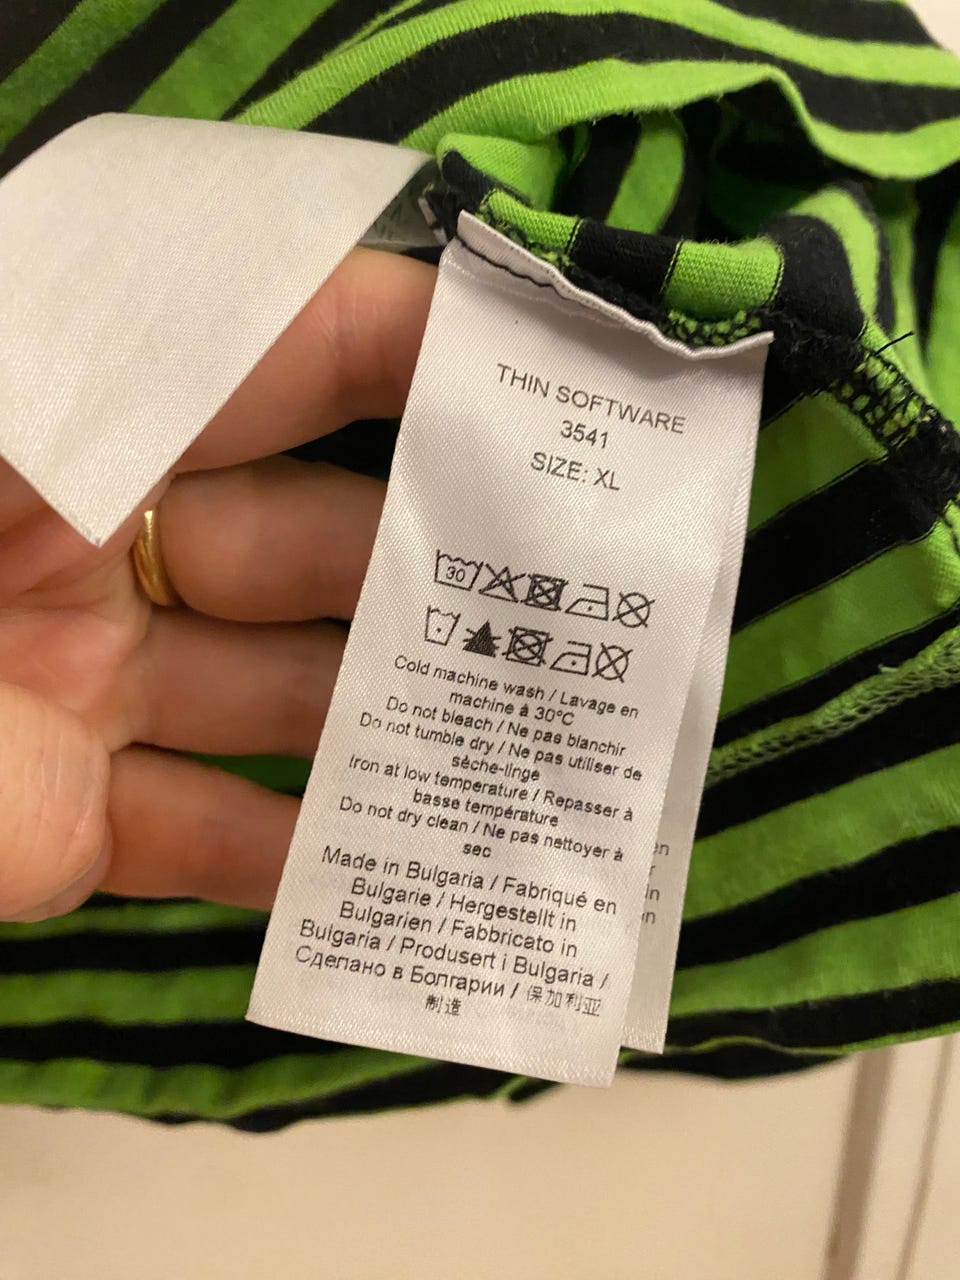 THIN SOFTWARE
3541
SIZE: XL
30
Cold machine wash / Lavage en
machine à 30°C
Do not bleach / Ne pas blanchir
Do not tumble dry / Ne pas utiliser de
sèche-linge
Iron at low temperature / Repasser à
basse température
Do not dry clean / Ne pas nettoyer à
sec
Made in Bulgaria / Fabriqué en
Bulgarie / Hergestellt in
Bulgarien / Fabbricato in
Bulgaria / Produsert i Bulgaria /
Сделано в Болгарии / 保加利亚
制造